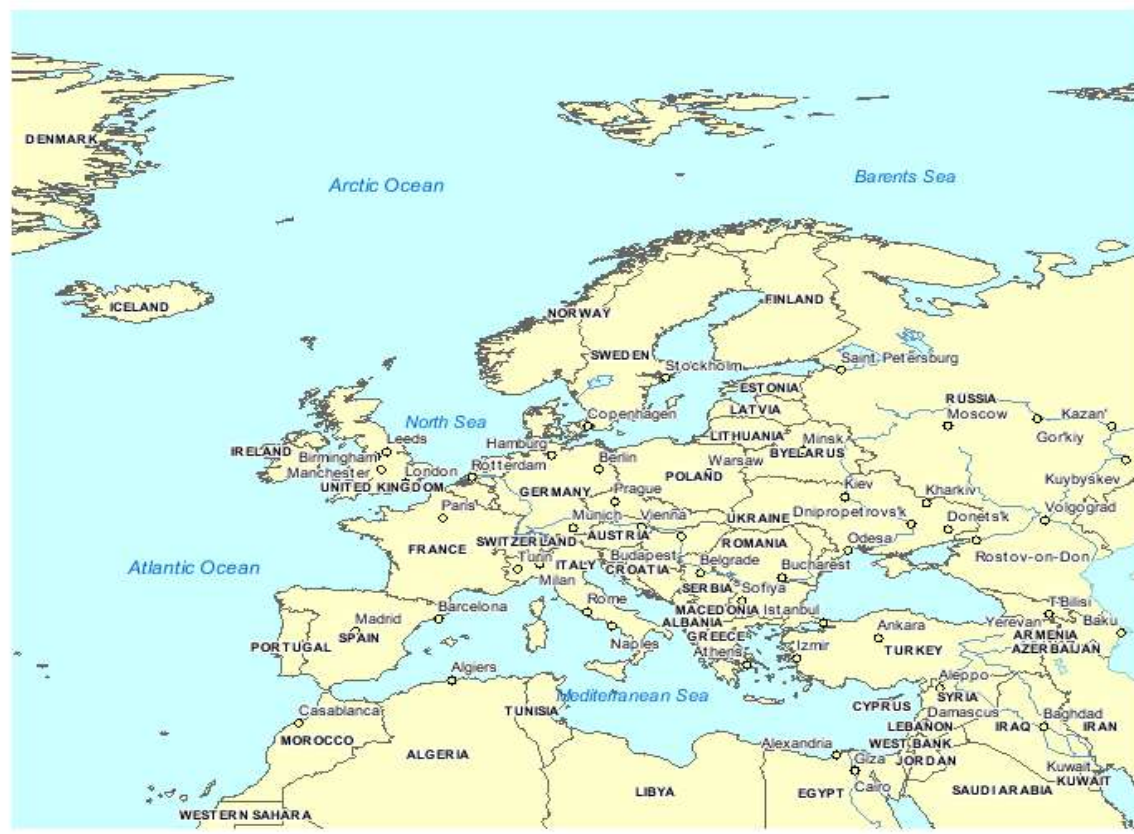 DENMARK
Arctic Ocean
Barents Sea
ICELAND
NORWAY
FINLAND
SWEDEN
Stockholm
Saint Petersburg
ESTONIA
RUSSIA
Copenhagen
LATVIA
Moscow
Kazan'
North Sea
Hamburg
LITHUANIA
Minsk
Gor'kiy
IRELAND
Leeds
Birmingham
BYELARUS
Manchester
London
Rotterdam
Berlin
Warsaw
POLAND
Kuybyskev
UNITED KINGDOM
GERMANY
Prague
Kiev
Kharkiv
Paris
Munich
Vienna
UKRAINE
Dnipropetrovs'k
Donets'k
Volgograd
FRANCE
SWITZERLAND
AUSTRIA
ROMANIA
Odesa
Rostov-on-Don
Atlantic Ocean
Turin
ITALY
Budapest
CROATIA
Belgrade
Bucharest
Milan
SERBIA
Sofiya
Barcelona
Rome
MACEDONIA
Istanbul
T'Bilisi
Madrid
ALBANIA
Yerevan
Baku
SPAIN
GREECE
Ankara
ARMENIA
PORTUGAL
Naples
Athens
Izmir
TURKEY
AZERBAIJAN
Algiers
Aleppo
Mediterranean Sea
SYRIA
Casablanca
TUNISIA
CYPRUS
Damascus
Baghdad
LEBANON
IRAQ
IRAN
MOROCCO
ALGERIA
Alexandria
WEST BANK
Giza
JORDAN
Kuwait
KUWAIT
LIBYA
EGYPT
Cairo
SAUDI ARABIA
WESTERN SAHARA